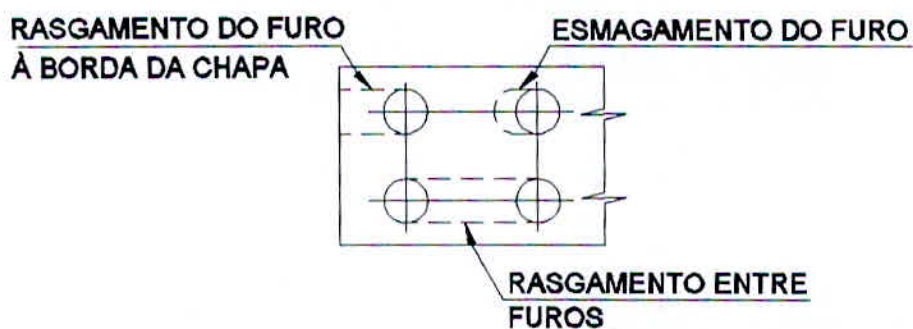 RASGAMENTO DO FURO
À BORDA DA CHAPA
ESMAGAMENTO DO FURO
RASGAMENTO ENTRE
FUROS